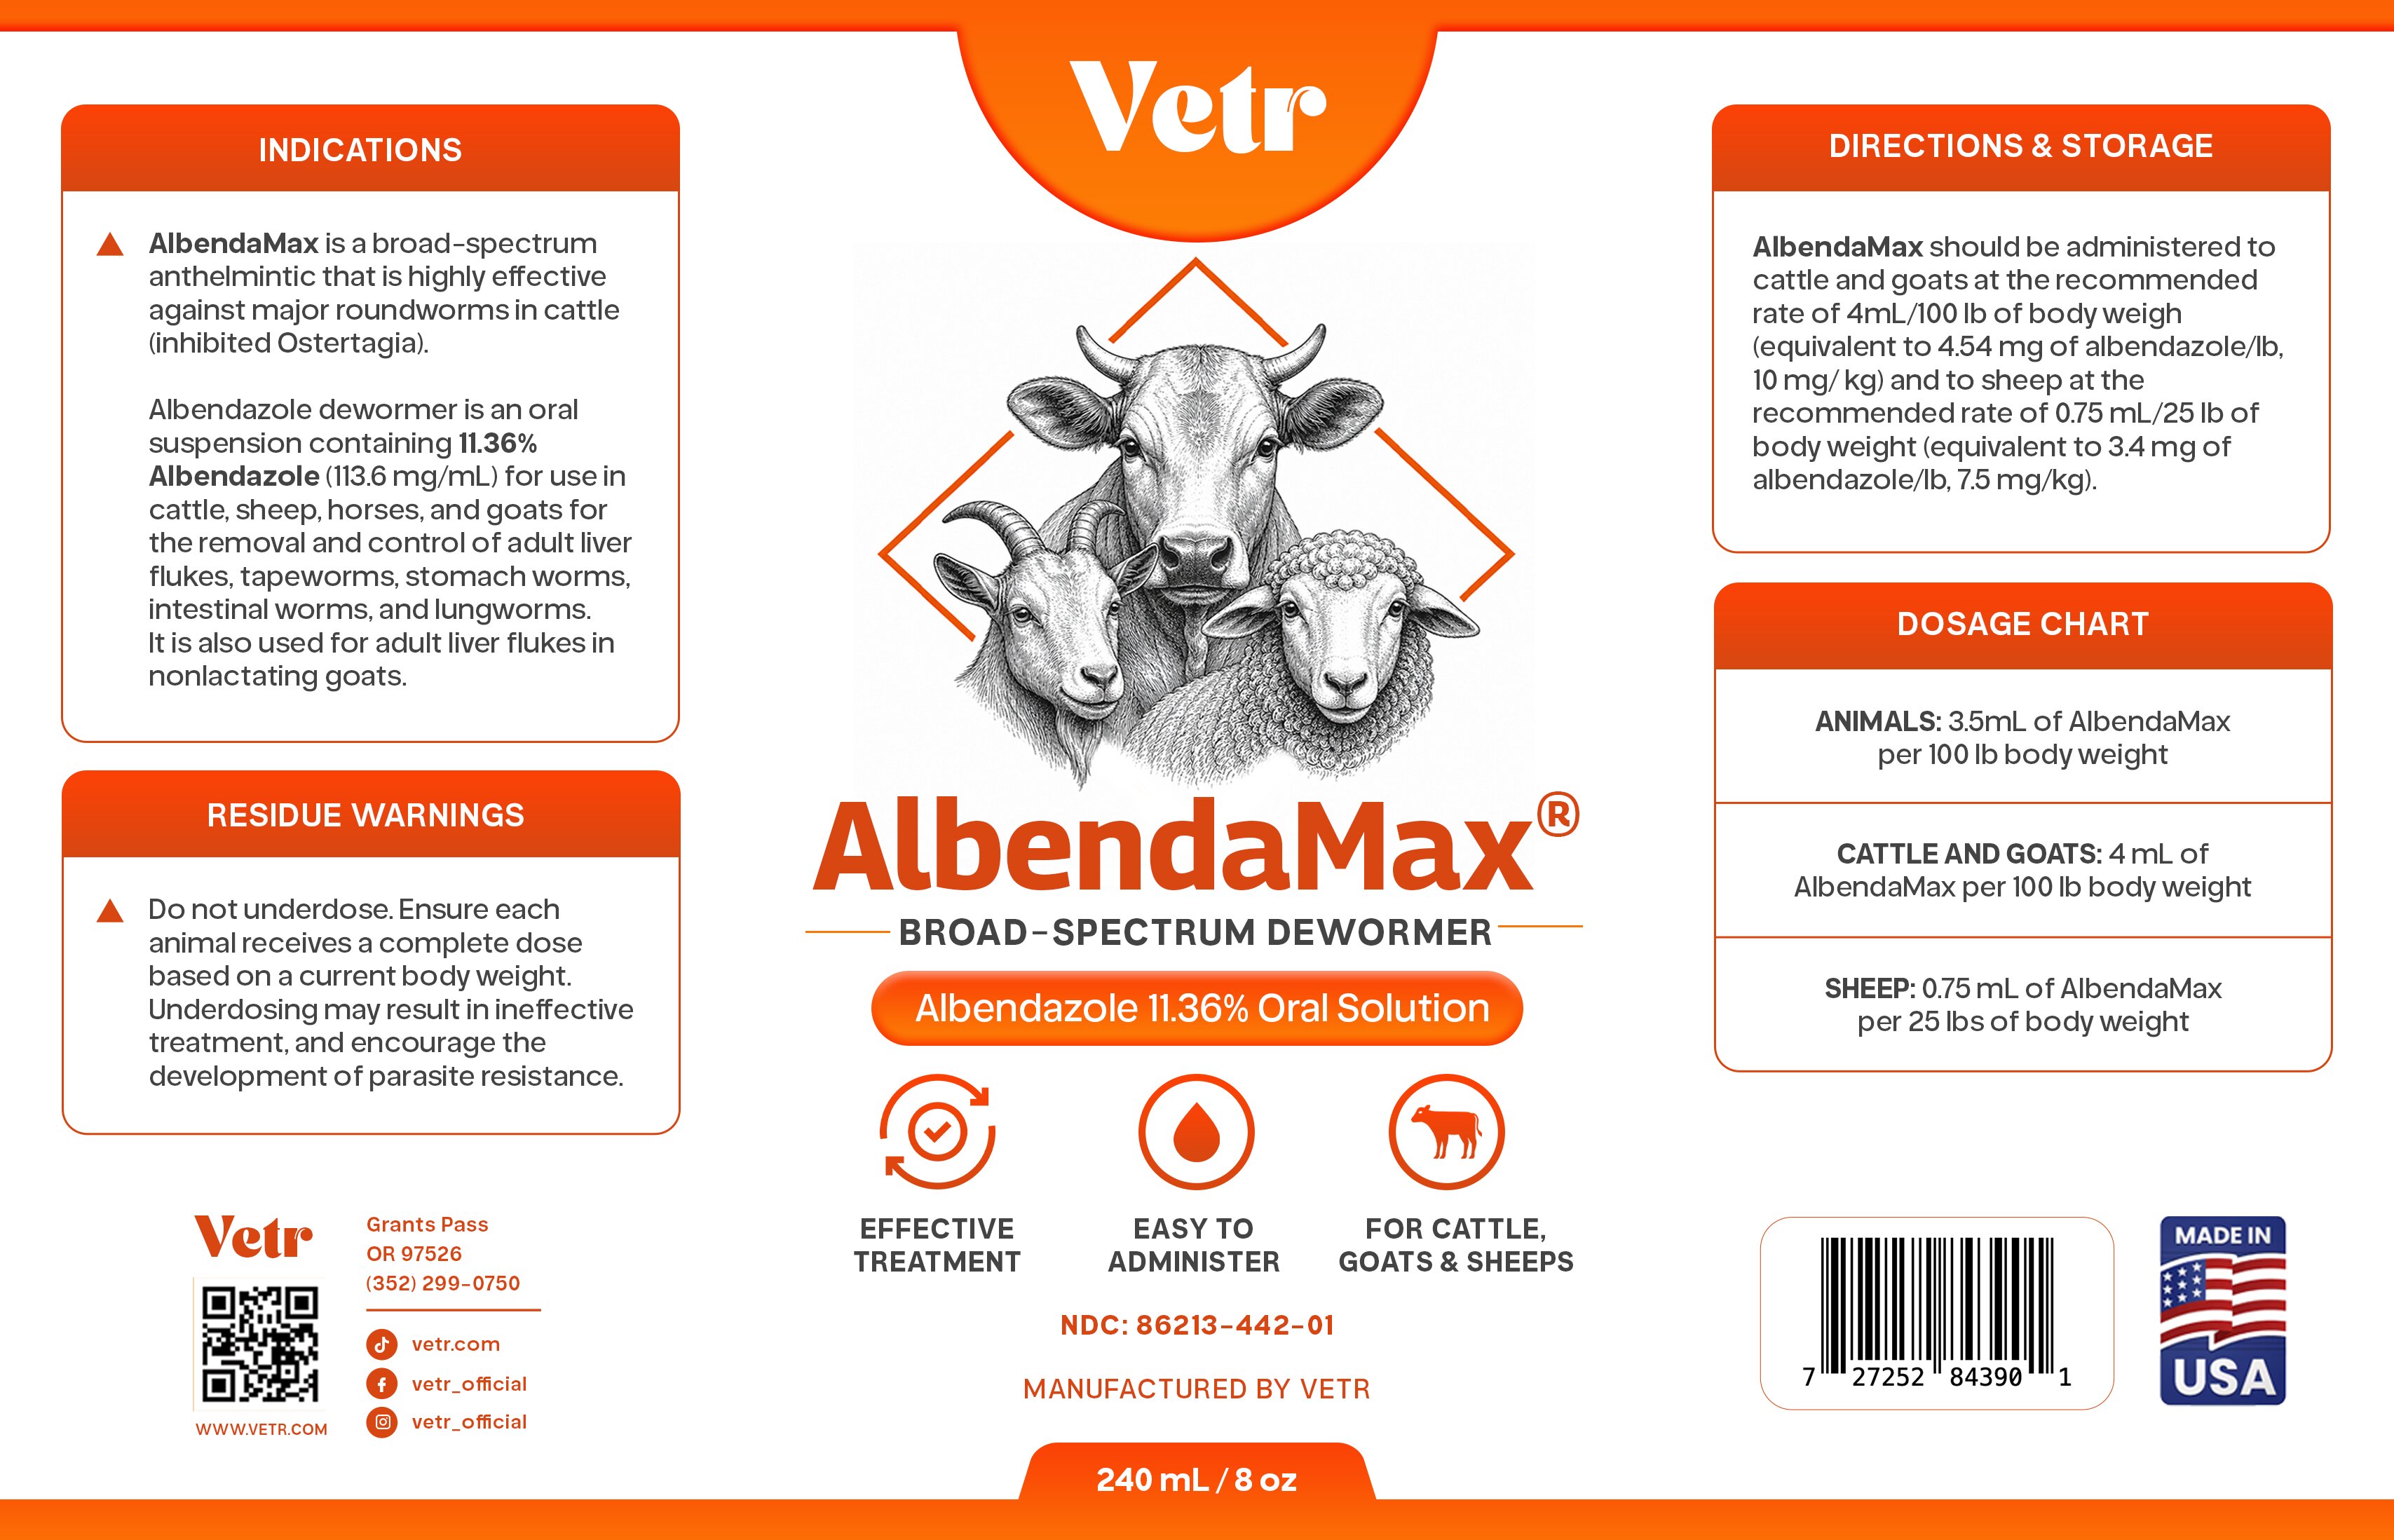 Vetr
INDICATIONS
AlbendaMax is a broad-spectrum
anthelmintic that is highly effective
against major roundworms in cattle
(inhibited Ostertagia).
Albendazole dewormer is an oral
suspension containing 11.36%
Albendazole (113.6 mg/mL) for use in
cattle, sheep, horses, and goats for
the removal and control of adult liver
flukes, tapeworms, stomach worms,
intestinal worms, and lungworms.
It is also used for adult liver flukes in
nonlactating goats.
RESIDUE WARNINGS
Do not underdose. Ensure each
animal receives a complete dose
based on a current body weight.
Underdosing may result in ineffective
treatment, and encourage the
development of parasite resistance.
Vetr
WWW.VETR.COM
Grants Pass
OR 97526
(352) 299-0750
vetr.com
vetr_official
vetr_official
AlbendaMax®
BROAD-SPECTRUM DEWORMER
Albendazole 11.36% Oral Solution
EFFECTIVE
TREATMENT
EASY TO
ADMINISTER
FOR CATTLE,
GOATS & SHEEPS
NDC: 86213-442-01
MANUFACTURED BY VETR
240 mL / 8 oz
DIRECTIONS & STORAGE
AlbendaMax should be administered to
cattle and goats at the recommended
rate of 4mL/100 lb of body weigh
(equivalent to 4.54 mg of albendazole/lb,
10 mg/ kg) and to sheep at the
recommended rate of 0.75 mL/25 lb of
body weight (equivalent to 3.4 mg of
albendazole/lb, 7.5 mg/kg).
DOSAGE CHART
ANIMALS: 3.5mL of AlbendaMax
per 100 lb body weight
CATTLE AND GOATS: 4 mL of
AlbendaMax per 100 lb body weight
SHEEP: 0.75 mL of AlbendaMax
per 25 lbs of body weight
7 27252 84390 1
MADE IN
USA